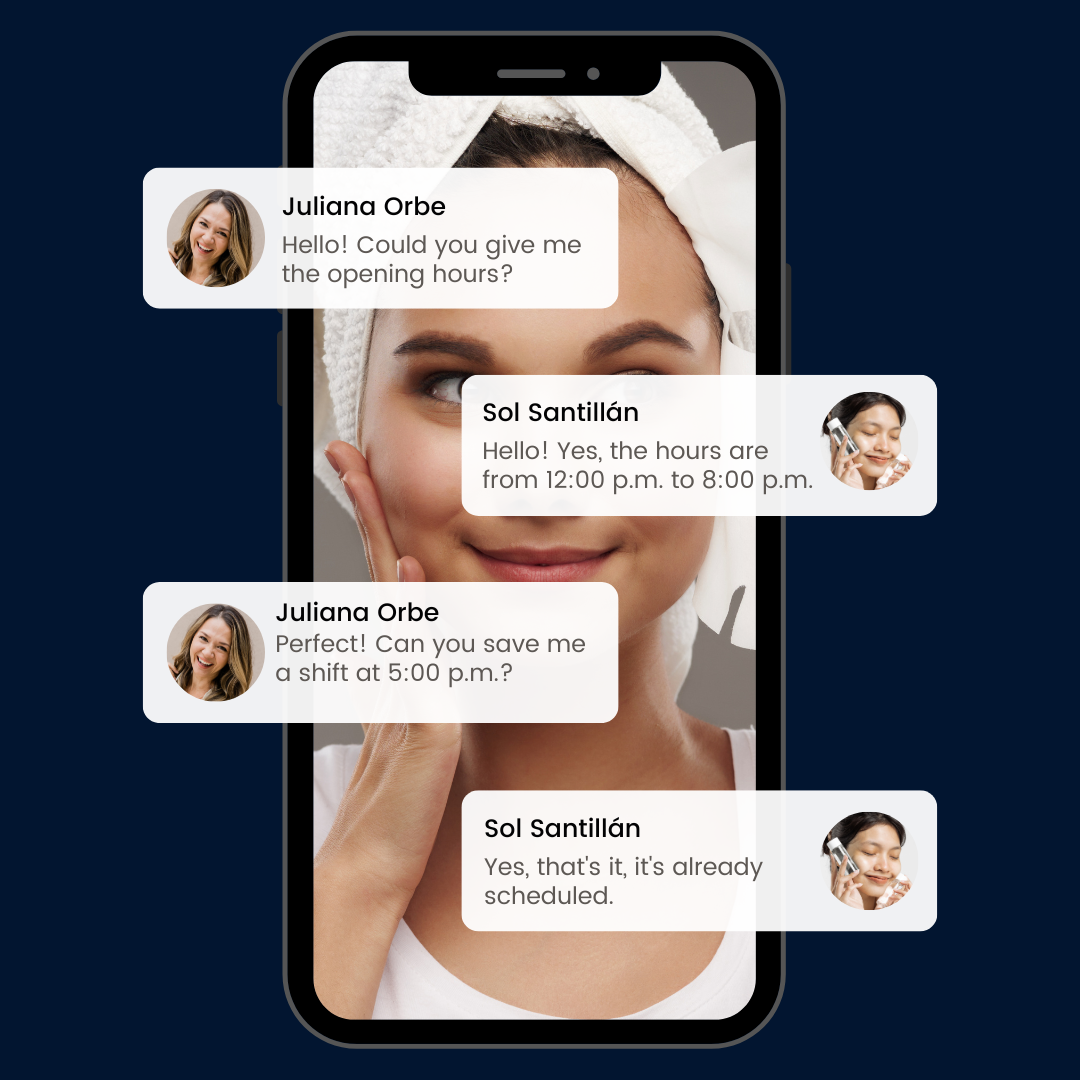 Juliana Orbe
Hello! Could you give me
the opening hours?
Sol Santillán
Hello! Yes, the hours are
from 12:00 p.m. to 8:00 p.m.
Juliana Orbe
Perfect! Can you save me
a shift at 5:00 p.m.?
Sol Santillán
Yes, that's it, it's already
scheduled.